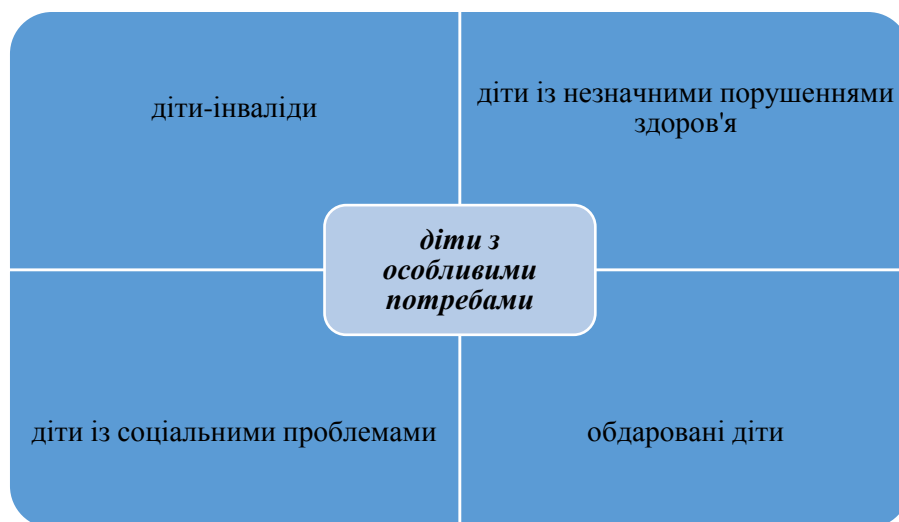 діти-інваліди
діти із незначними порушеннями
здоров'я
діти з
особливими
потребами
діти із соціальними проблемами
обдаровані діти